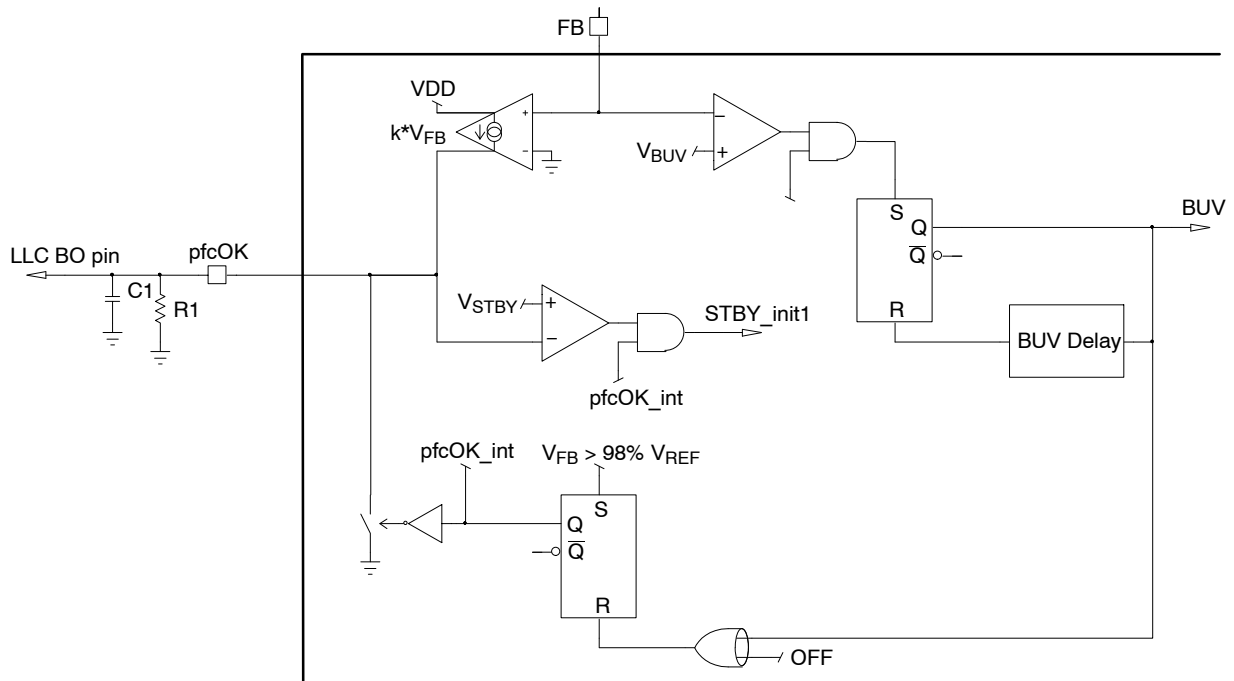 FB
VDD
k*VFB
+
-
-
+
VBUV
S
Q
Q
R
BUV
LLC BO pin
pfcOK
C1
R1
VSTBY
+
-
STBY_init1
pfcOK_int
BUV Delay
pfcOK_int
VFB > 98% VREF
S
Q
Q
R
OFF